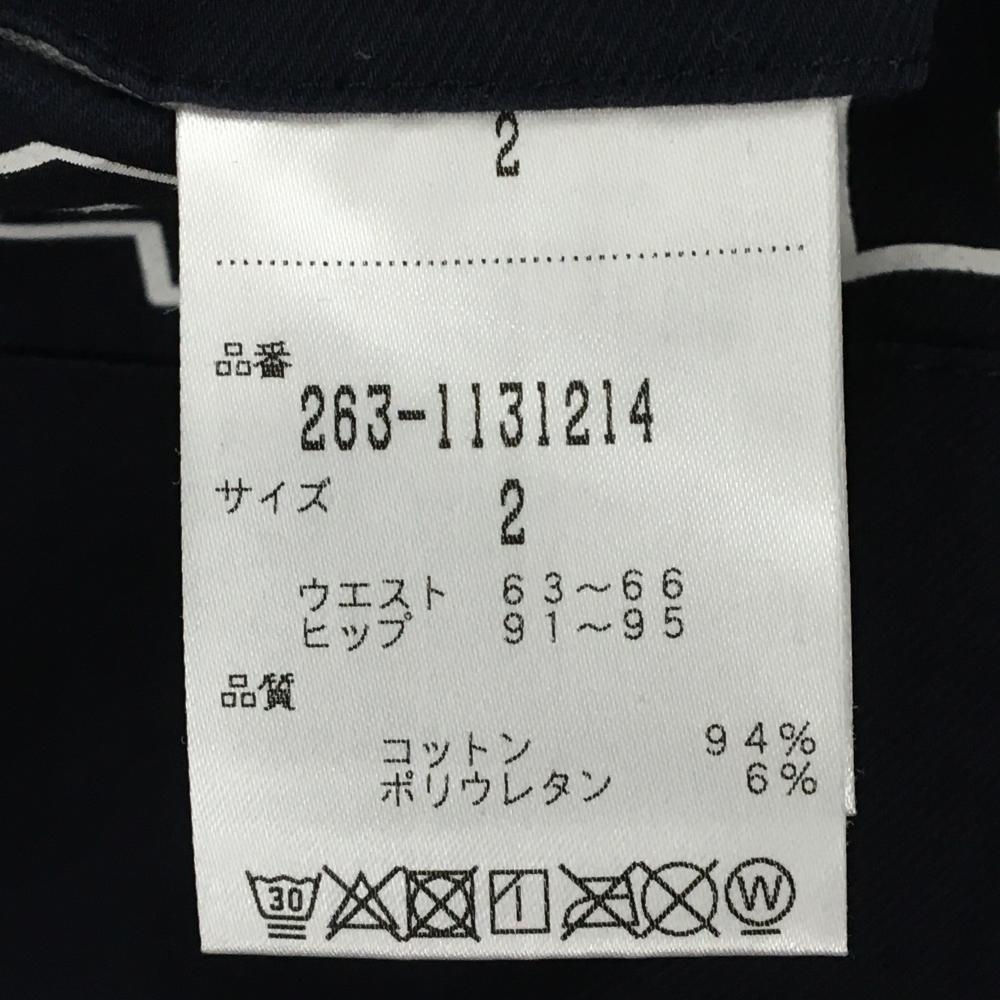 2
品番
263-1131214
サイズ 2
ウエスト 63～66
ヒップ 91～95
品質
コットン 94%
ポリウレタン 6%
30 W